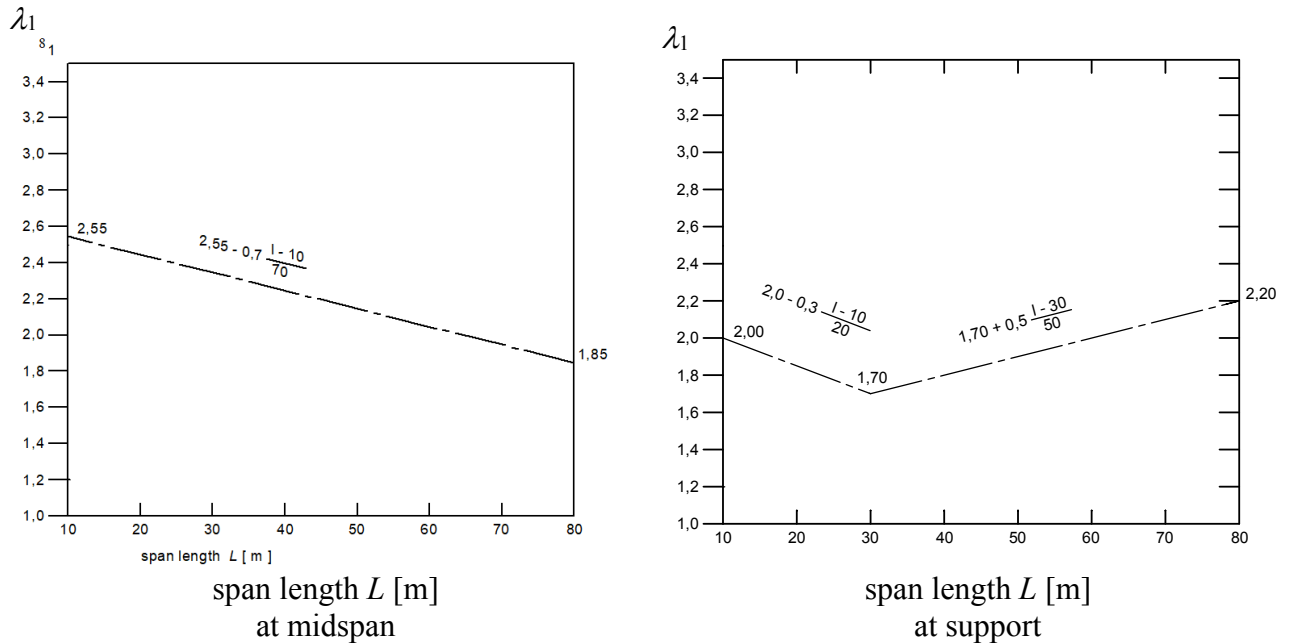 λ1
8 1
3,4
3,2
3,0
2,8
2,6
2,4
2,2
2,0
1,8
1,6
1,4
1,2
1,0
2,55
2,55 - 0,7 l - 10
70
1,85
10 20 30 40 50 60 70 80
span length L [ m ]
span length L [m]
at midspan
λ1
3,4
3,2
3,0
2,8
2,6
2,4
2,2
2,0
1,8
1,6
1,4
1,2
1,0
2,00
2,0 - 0,3 l - 10
20
1,70
1,70 + 0,5 l - 30
50
2,20
10 20 30 40 50 60 70 80
span length L [m]
at support